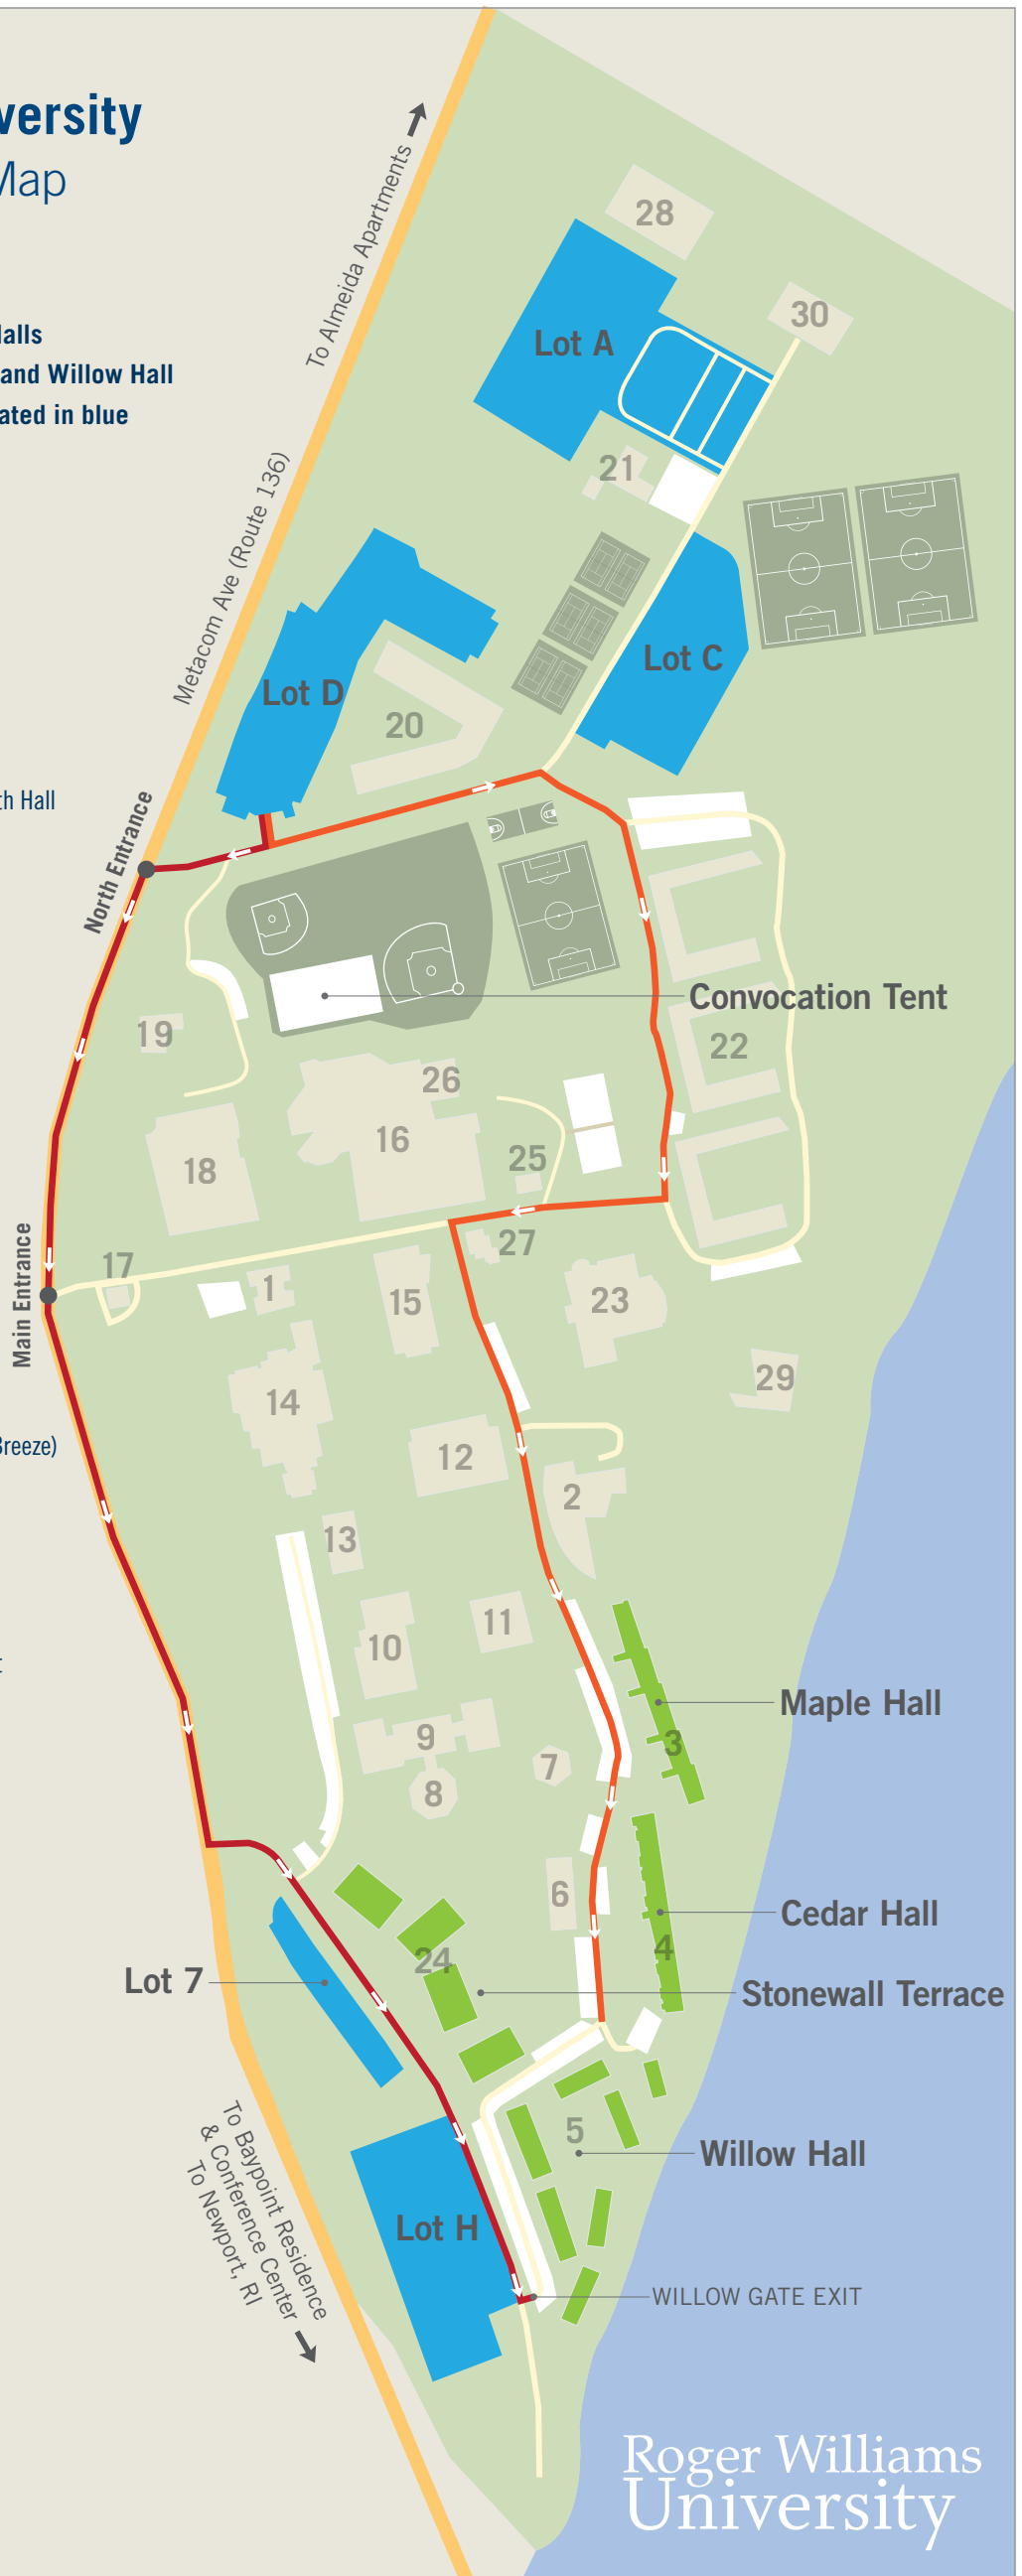 versity
Map
To Almeida Apartments
28
30
Lot A
alls
and Willow Hall
ated in blue
21
Metacom Ave (Route 136)
Lot C
Lot D
20
th Hall
North Entrance
Convocation Tent
19
22
26
16
18
25
27
17
Main Entrance
1
15
23
29
14
Breeze)
12
2
13
11
10
Maple Hall
9
3
7
8
6
Cedar Hall
4
24
Lot 7
Stonewall Terrace
5
Willow Hall
To Baypoint Residence
& Conference Center
To Newport, RI
Lot H
WILLOW GATE EXIT
Roger Williams
University